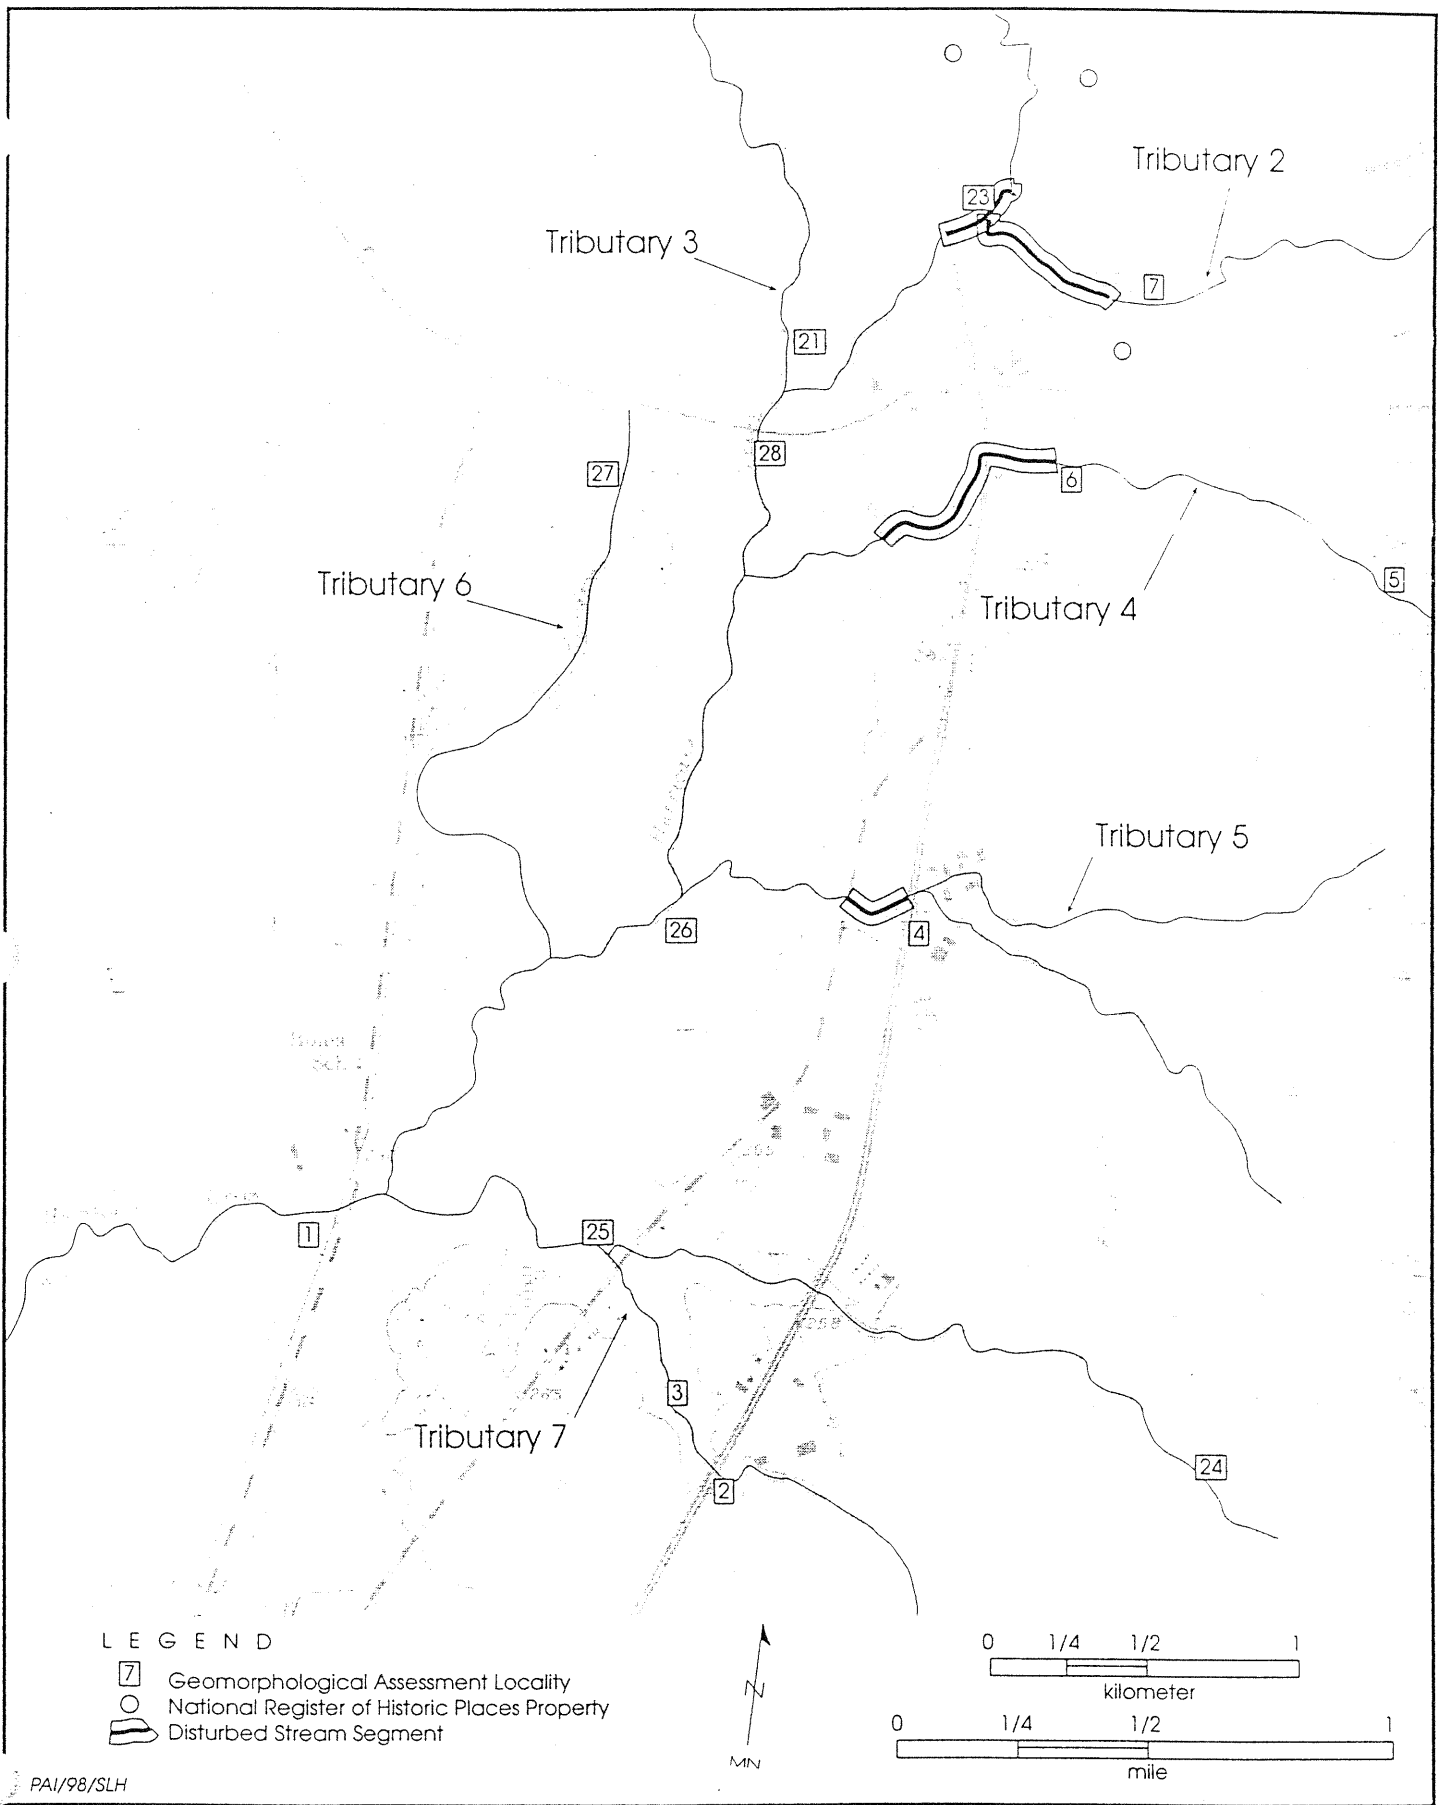 Tributary 2
23
Tributary 3
7
21
28
27
6
Tributary 6
5
Tributary 4
Tributary 5
26
4
1
25
3
Tributary 7
24
2
LEGEND
7 Geomorphological Assessment Locality
National Register of Historic Places Property
Disturbed Stream Segment
N
MN
0 1/4 1/2 1
kilometer
0 1/4 1/2 1
mile
PAI/98/SLH